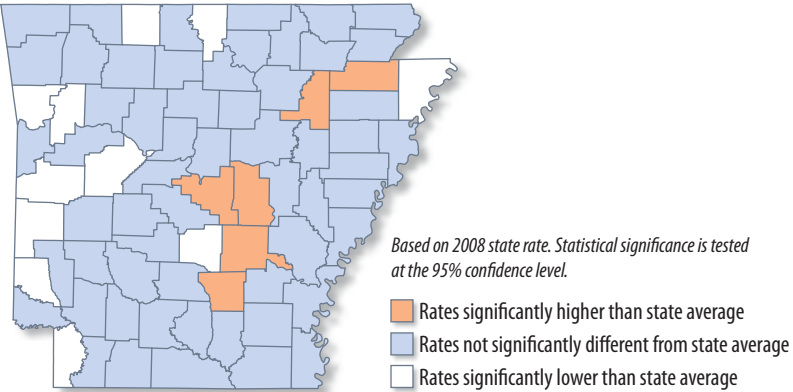 Based on 2008 state rate. Statistical significance is tested
at the 95% confidence level.
Rates significantly higher than state average
Rates not significantly different from state average
Rates significantly lower than state average